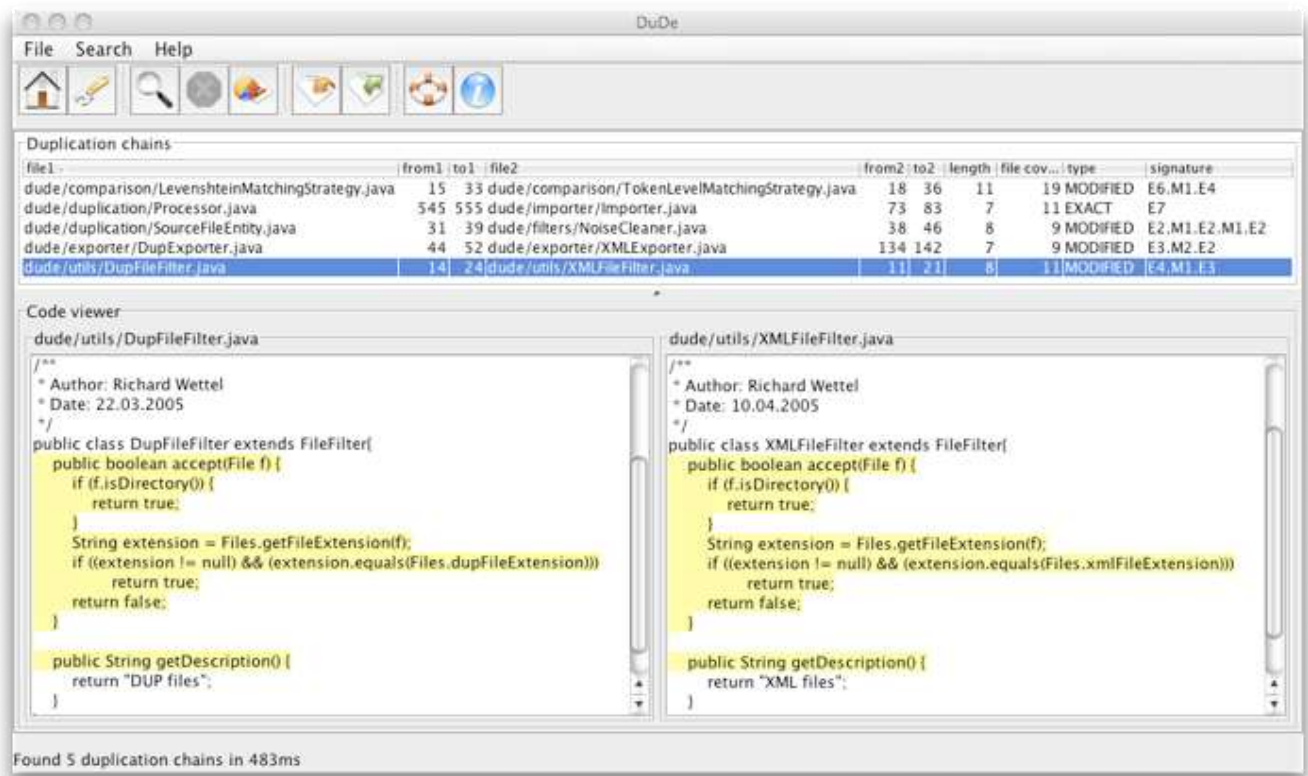 DuDe
File Search Help
Duplication chains
file1 from1 to1 file2 from2 to2 length file cov... type signature
dude/comparison/LevenshteinMatchingStrategy.java 15 33 dude/comparison/TokenLevelMatchingStrategy.java 18 36 11 19 MODIFIED E6.M1.E4
dude/duplication/Processor.java 545 555 dude/importer/Importer.java 73 83 7 11 EXACT E7
dude/duplication/SourceFileEntity.java 31 39 dude/filters/NoiseCleaner.java 38 46 8 9 MODIFIED E2.M1.E2.M1.E2
dude/exporter/DupExporter.java 44 52 dude/exporter/XMLExporter.java 134 142 7 9 MODIFIED E3.M2.E2
dude/utils/DupFileFilter.java 14 24 dude/utils/XMLFileFilter.java 11 21 8 11 MODIFIED E4.M1.E3
Code viewer
dude/utils/DupFileFilter.java
/**
* Author: Richard Wettel
* Date: 22.03.2005
*/
public class DupFileFilter extends FileFilter{
public boolean accept(File f) {
if (f.isDirectory()) {
return true;
}
String extension = Files.getFileExtension(f);
if ((extension != null) && (extension.equals(Files.dupFileExtension)))
return true;
return false;
}
public String getDescription() {
return "DUP files";
}
dude/utils/XMLFileFilter.java
/**
* Author: Richard Wettel
* Date: 10.04.2005
*/
public class XMLFileFilter extends FileFilter{
public boolean accept(File f) {
if (f.isDirectory()) {
return true;
}
String extension = Files.getFileExtension(f);
if ((extension != null) && (extension.equals(Files.xmlFileExtension)))
return true;
return false;
}
public String getDescription() {
return "XML files";
}
Found 5 duplication chains in 483ms